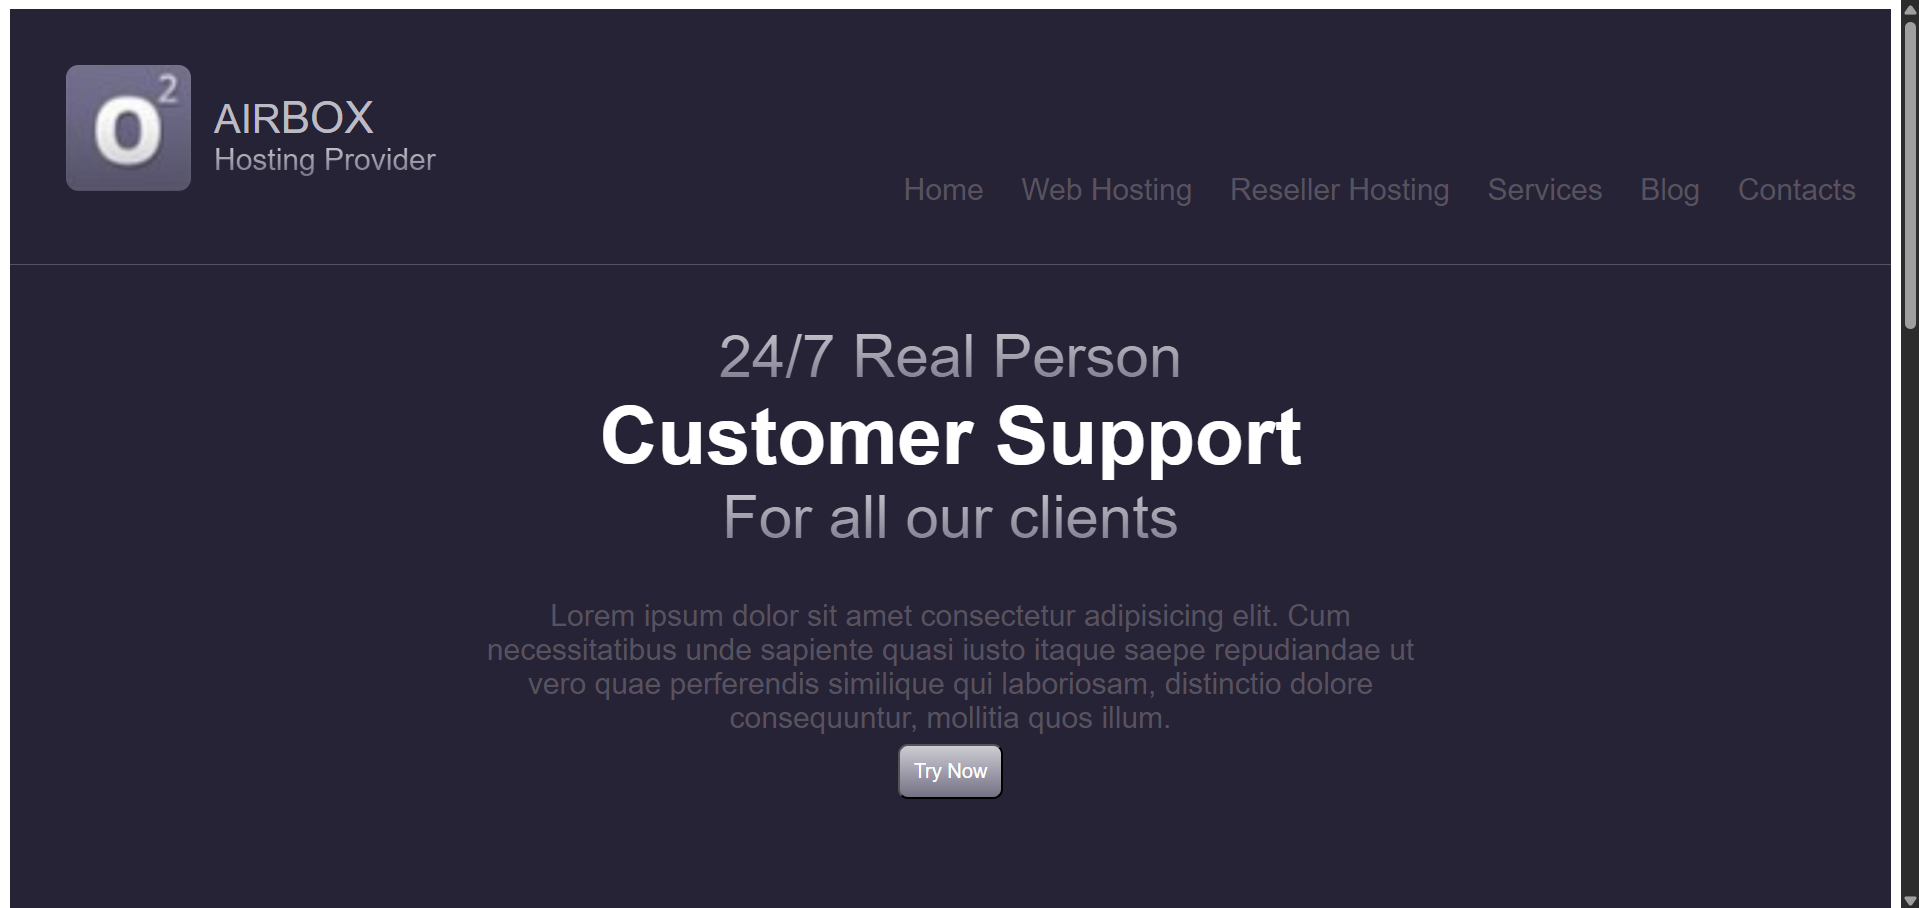 o²
AIRBOX
Hosting Provider
Home Web Hosting Reseller Hosting Services Blog Contacts
24/7 Real Person
Customer Support
For all our clients
Lorem ipsum dolor sit amet consectetur adipisicing elit. Cum
necessitatibus unde sapiente quasi iusto itaque saepe repudiandae ut
vero quae perferendis similique qui laboriosam, distinctio dolore
consequuntur, mollitia quos illum.
Try Now